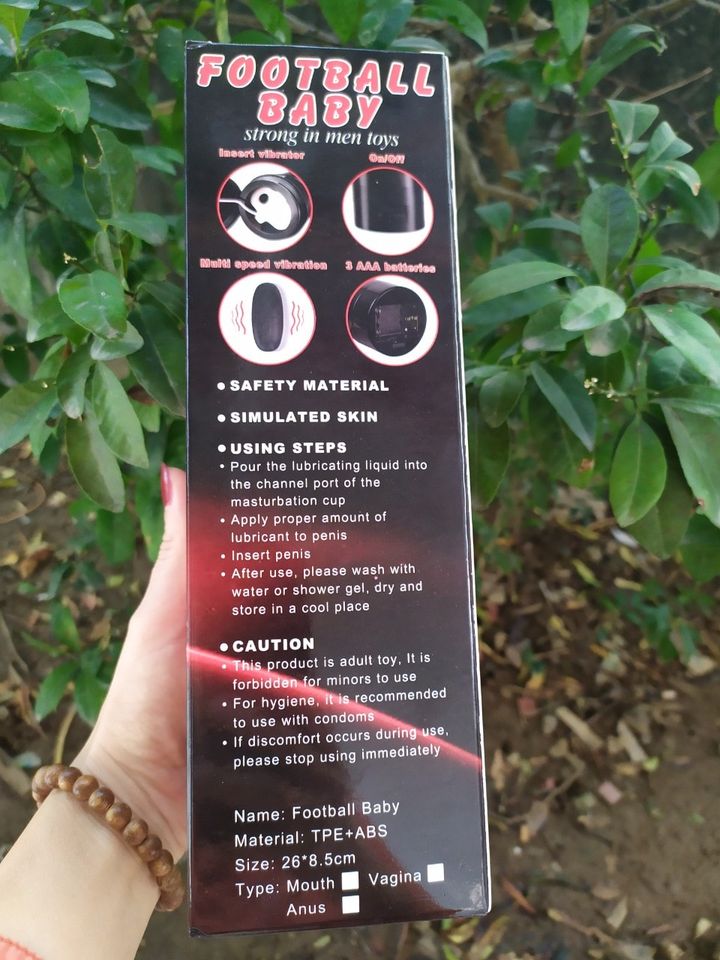 FOOTBALL
BABY
strong in men toys
Insert vibrator
On/Off
Multi speed vibration
3 AAA batteries
• SAFETY MATERIAL
• SIMULATED SKIN
• USING STEPS
• Pour the lubricating liquid into
the channel port of the
masturbation cup
• Apply proper amount of
lubricant to penis
• Insert penis
• After use, please wash with
water or shower gel, dry and
store in a cool place
• CAUTION
• This product is adult toy, It is
forbidden for minors to use
• For hygiene, it is recommended
to use with condoms
• If discomfort occurs during use,
please stop using immediately
Name: Football Baby
Material: TPE+ABS
Size: 26*8.5cm
Type: Mouth Vagina
Anus